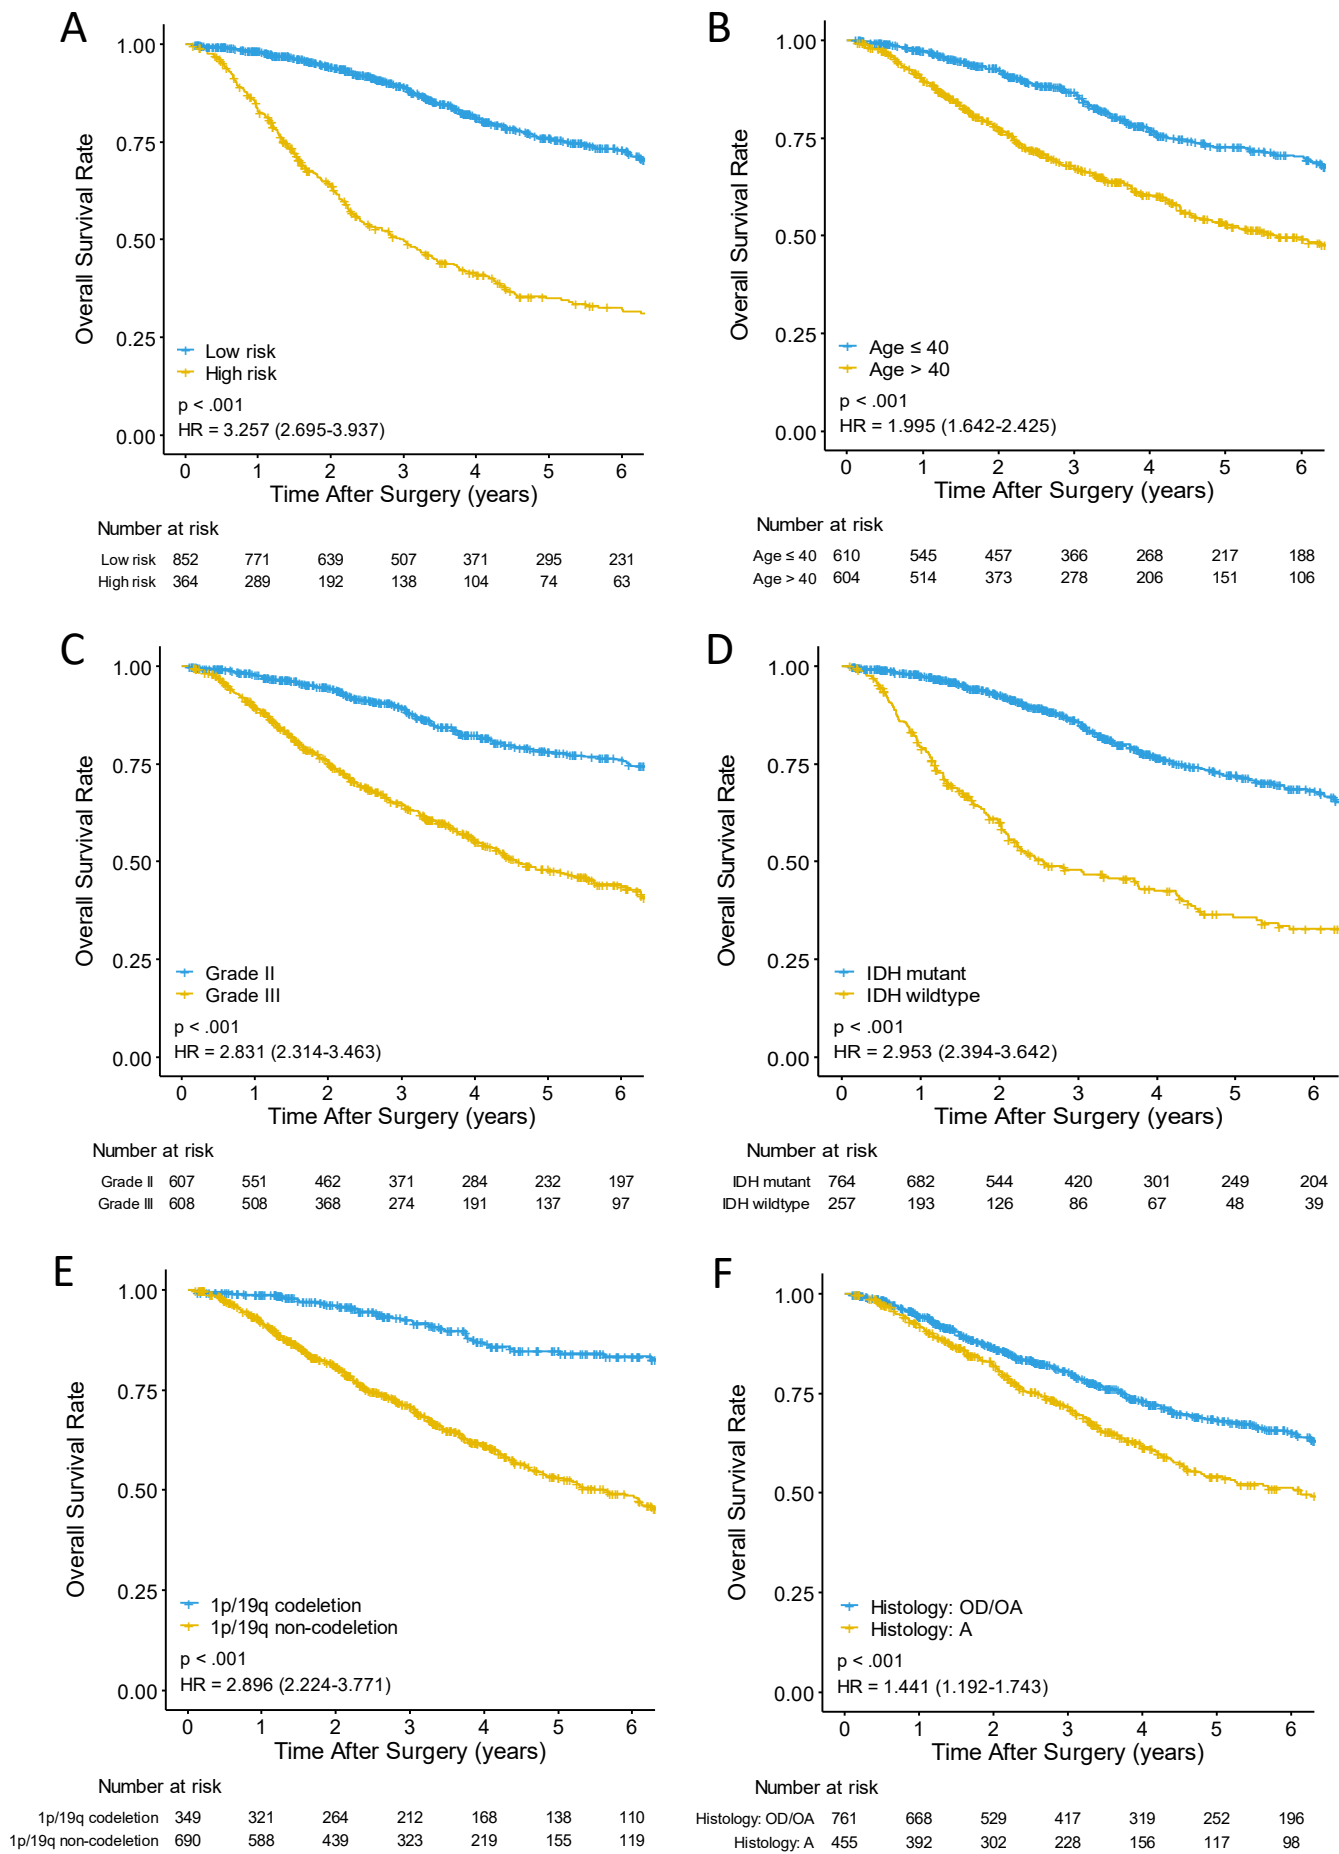 A
Overall Survival Rate
1.00
0.75
0.50
0.25
0.00
Low risk
High risk
p < .001
HR = 3.257 (2.695-3.937)
0 1 2 3 4 5 6
Time After Surgery (years)
Number at risk
Low risk 852 771 639 507 371 295 231
High risk 364 289 192 138 104 74 63
B
Overall Survival Rate
1.00
0.75
0.50
0.25
0.00
Age ≤ 40
Age > 40
p < .001
HR = 1.995 (1.642-2.425)
0 1 2 3 4 5 6
Time After Surgery (years)
Number at risk
Age ≤ 40 610 545 457 366 268 217 188
Age > 40 604 514 373 278 206 151 106
C
Overall Survival Rate
1.00
0.75
0.50
0.25
0.00
Grade II
Grade III
p < .001
HR = 2.831 (2.314-3.463)
0 1 2 3 4 5 6
Time After Surgery (years)
Number at risk
Grade II 607 551 462 371 284 232 197
Grade III 608 508 368 274 191 137 97
D
Overall Survival Rate
1.00
0.75
0.50
0.25
0.00
IDH mutant
IDH wildtype
p < .001
HR = 2.953 (2.394-3.642)
0 1 2 3 4 5 6
Time After Surgery (years)
Number at risk
IDH mutant 764 682 544 420 301 249 204
IDH wildtype 257 193 126 86 67 48 39
E
Overall Survival Rate
1.00
0.75
0.50
0.25
0.00
1p/19q codeletion
1p/19q non-codeletion
p < .001
HR = 2.896 (2.224-3.771)
0 1 2 3 4 5 6
Time After Surgery (years)
Number at risk
1p/19q codeletion 349 321 264 212 168 138 110
1p/19q non-codeletion 690 588 439 323 219 155 119
F
Overall Survival Rate
1.00
0.75
0.50
0.25
0.00
Histology: OD/OA
Histology: A
p < .001
HR = 1.441 (1.192-1.743)
0 1 2 3 4 5 6
Time After Surgery (years)
Number at risk
Histology: OD/OA 761 668 529 417 319 252 196
Histology: A 455 392 302 228 156 117 98